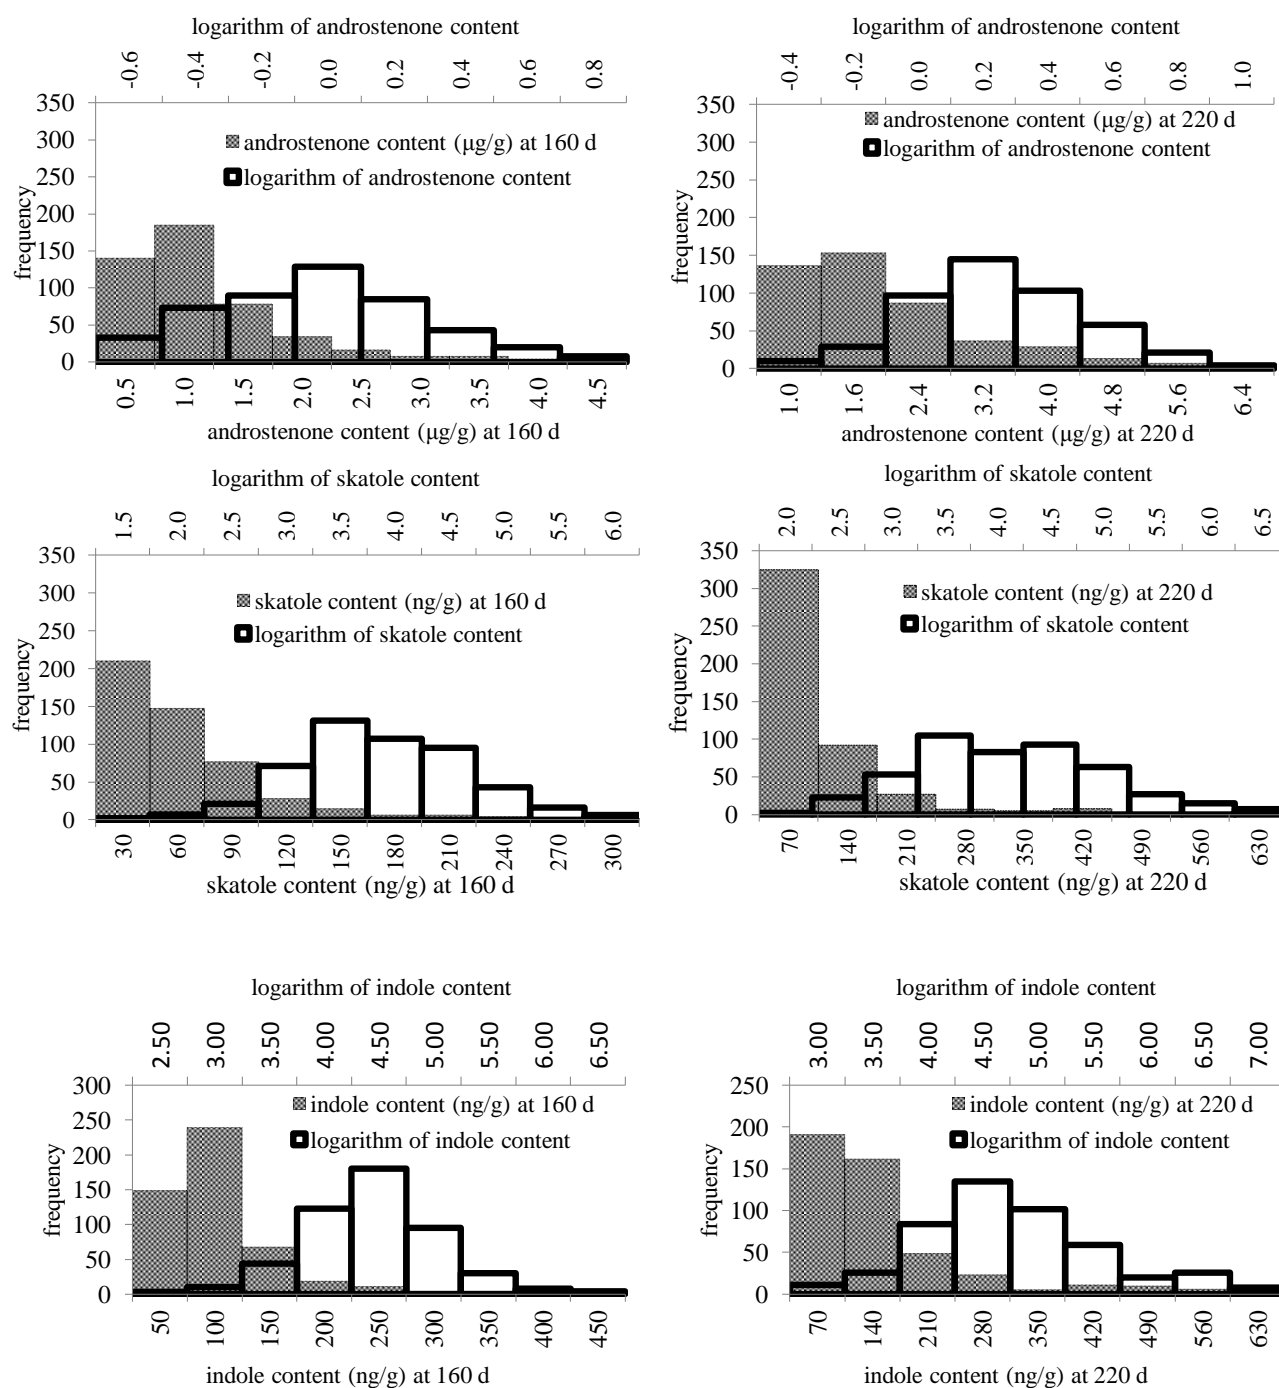 logarithm of androstenone content
-0.6 -0.4 -0.2 0.0 0.2 0.4 0.6 0.8
350
300
250
200
150
100
50
0
frequency
androstenone content (μg/g) at 160 d
logarithm of androstenone content
0.5 1.0 1.5 2.0 2.5 3.0 3.5 4.0 4.5
androstenone content (μg/g) at 160 d
logarithm of androstenone content
-0.4 -0.2 0.0 0.2 0.4 0.6 0.8 1.0
350
300
250
200
150
100
50
0
frequency
androstenone content (μg/g) at 220 d
logarithm of androstenone content
1.0 1.6 2.4 3.2 4.0 4.8 5.6 6.4
androstenone content (μg/g) at 220 d
logarithm of skatole content
1.5 2.0 2.5 3.0 3.5 4.0 4.5 5.0 5.5 6.0
350
300
250
200
150
100
50
0
frequency
skatole content (ng/g) at 160 d
logarithm of skatole content
30 60 90 120 150 180 210 240 270 300
skatole content (ng/g) at 160 d
logarithm of skatole content
2.0 2.5 3.0 3.5 4.0 4.5 5.0 5.5 6.0 6.5
350
300
250
200
150
100
50
0
frequency
skatole content (ng/g) at 220 d
logarithm of skatole content
70 140 210 280 350 420 490 560 630
skatole content (ng/g) at 220 d
logarithm of indole content
2.50 3.00 3.50 4.00 4.50 5.00 5.50 6.00 6.50
300
250
200
150
100
50
0
frequency
indole content (ng/g) at 160 d
logarithm of indole content
50 100 150 200 250 300 350 400 450
indole content (ng/g) at 160 d
logarithm of indole content
3.00 3.50 4.00 4.50 5.00 5.50 6.00 6.50 7.00
250
200
150
100
50
0
frequency
indole content (ng/g) at 220 d
logarithm of indole content
70 140 210 280 350 420 490 560 630
indole content (ng/g) at 220 d